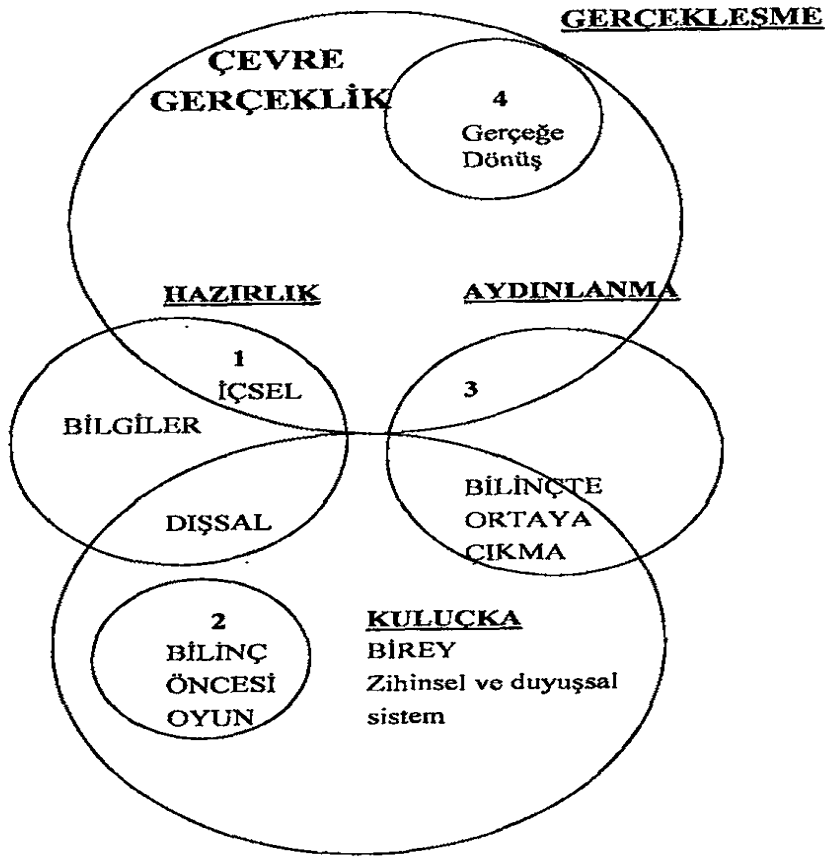 GERÇEKLEŞME
ÇEVRE
GERÇEKLİK
4
Gerçeğe
Dönüş
HAZIRLIK
AYDINLANMA
1
İÇSEL
3
BİLGİLER
BİLİNÇTE
ORTAYA
ÇIKMA
DIŞSAL
2
BİLİNÇ
ÖNCESİ
OYUN
KULUÇKA
BİREY
Zihinsel ve duyuşsal
sistem